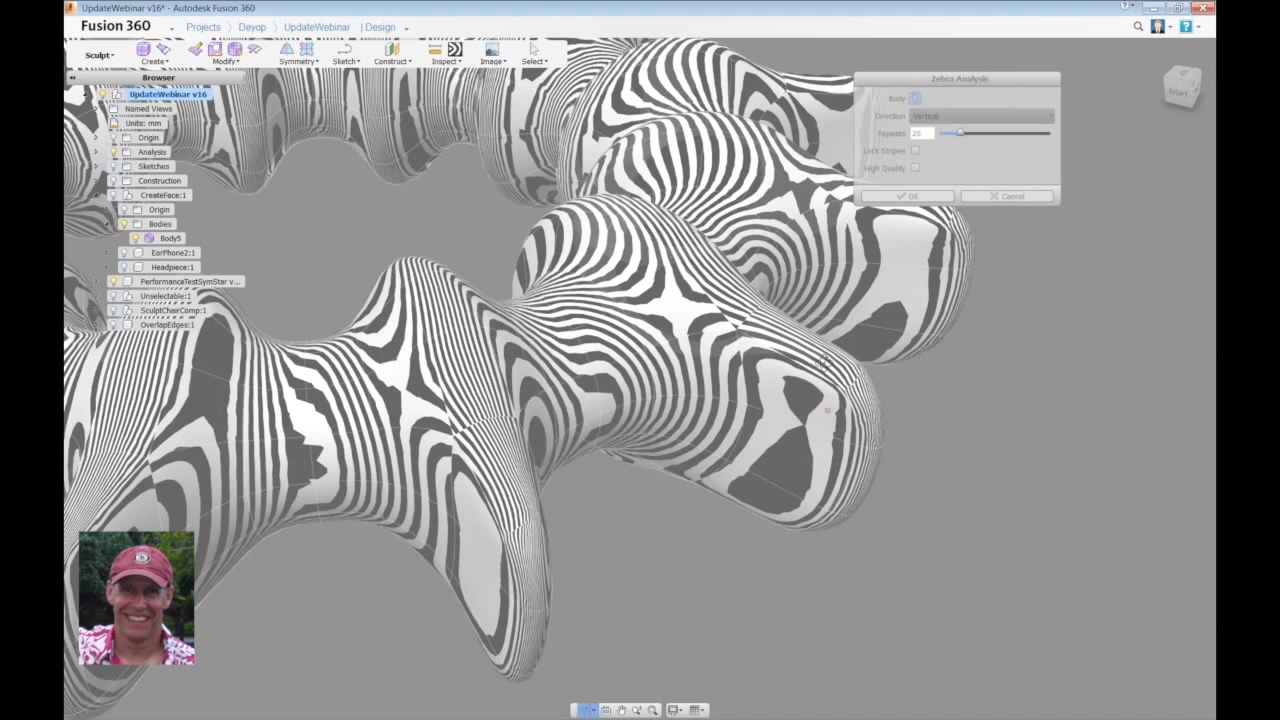 UpdateWebinar v16* - Autodesk Fusion 360
Fusion 360 Projects Deyop UpdateWebinar | Design
Sculpt Create Modify Symmetry Sketch Construct Inspect Image Select
Browser
UpdateWebinar v16
Named Views
Units: mm
Origin
Analysis
Sketches
Construction
CreateFace:1
Origin
Bodies
Body5
EarPhone2:1
Headpiece:1
PerformanceTestSymStar v...
Unselectable:1
SculptChairComp:1
OverlapEdges:1
Zebra Analysis
Body
Direction Vertical
Repeats 20
Lock Stripes
High Quality
OK Cancel
RIGHT